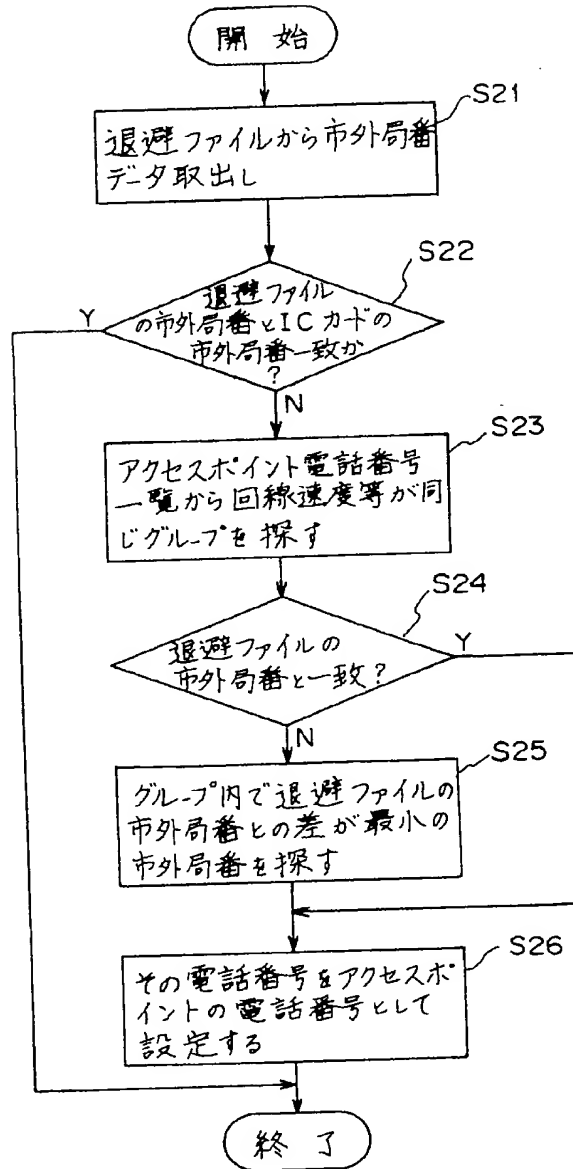 開始
S21
退避ファイルから市外局番
データ取出し
S22
Y
退避ファイル
の市外局番とICカードの
市外局番一致か
?
N
S23
アクセスポイント電話番号
一覧から回線速度等が同
じグループを探す
S24
Y
退避ファイルの
市外局番と一致?
N
S25
グループ内で退避ファイルの
市外局番との差が最小の
市外局番を探す
S26
その電話番号をアクセスポ
イントの電話番号として
設定する
終了